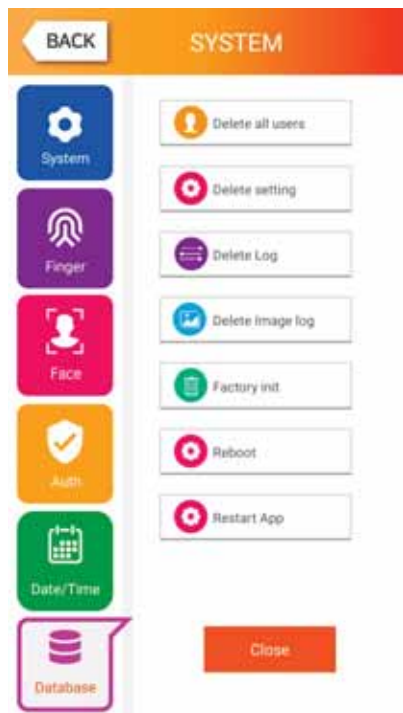 BACK
SYSTEM
System
Finger
Face
Auth
Date/Time
Database
Delete all users
Delete setting
Delete Log
Delete Image log
Factory init
Reboot
Restart App
Close